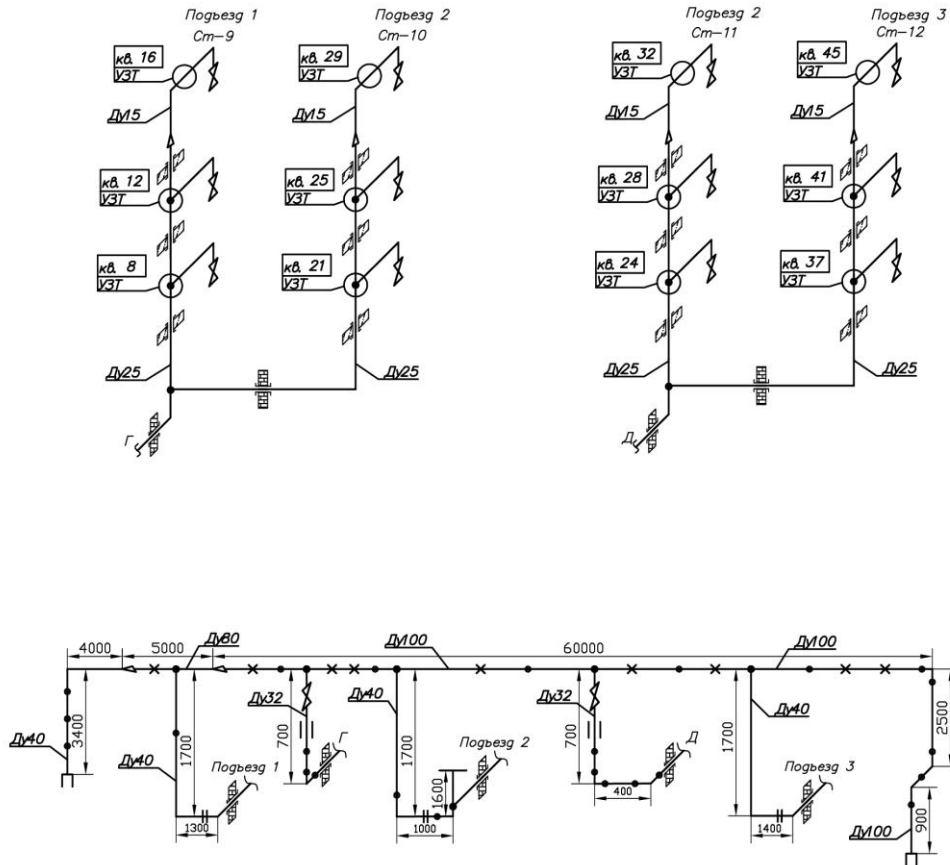 Подъезд 1
Ст-9
Подъезд 2
Ст-10
Подъезд 2
Ст-11
Подъезд 3
Ст-12
кв. 16
УЗТ
кв. 29
УЗТ
кв. 32
УЗТ
кв. 45
УЗТ
Ду15
Ду15
Ду15
Ду15
кв. 12
УЗТ
кв. 25
УЗТ
кв. 28
УЗТ
кв. 41
УЗТ
кв. 8
УЗТ
кв. 21
УЗТ
кв. 24
УЗТ
кв. 37
УЗТ
Ду25
Ду25
Ду25
Ду25
Г
Д
4000
5000
Ду80
Ду100
60000
Ду100
3400
Ду40
1700
Ду40
1300
Подъезд 1
700
Ду32
Г
Ду40
1700
1600
1000
Подъезд 2
Ду32
700
400
Д
1700
Ду40
1400
Подъезд 3
2500
900
Ду100